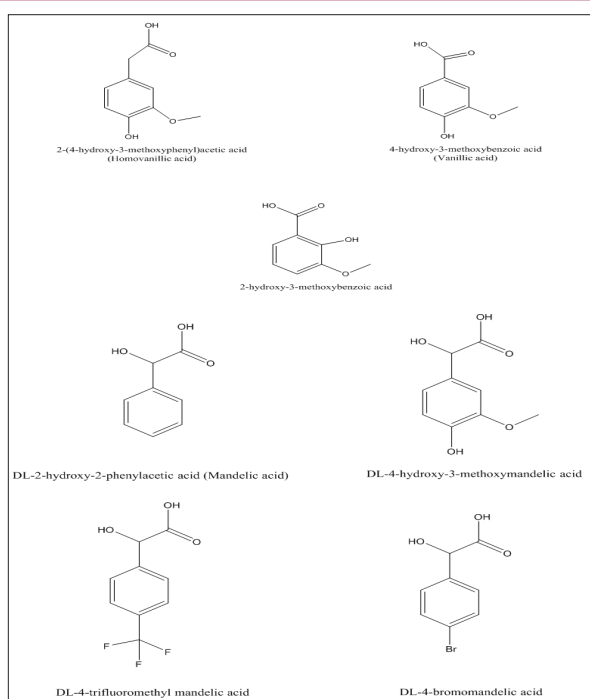 OH
O
O
OH
2-(4-hydroxy-3-methoxyphenyl)acetic acid
(Homovanillic acid)
HO
O
O
OH
4-hydroxy-3-methoxybenzoic acid
(Vanillic acid)
HO
O
OH
O
2-hydroxy-3-methoxybenzoic acid
OH
HO
O
DL-2-hydroxy-2-phenylacetic acid (Mandelic acid)
OH
HO
O
O
OH
DL-4-hydroxy-3-methoxymandelic acid
OH
HO
O
F
F
F
DL-4-trifluoromethyl mandelic acid
OH
HO
O
Br
DL-4-bromomandelic acid